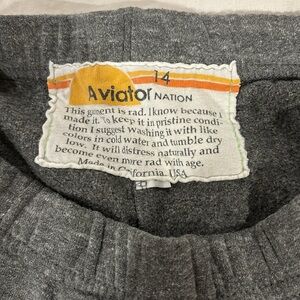 14
Aviator NATION
This garment is rad. I know because I
made it. To keep it in pristine condi-
tion I suggest washing it with like
colors in cold water and tumble dry
low. It will distress naturally and
become even more rad with age.
Made in California, USA